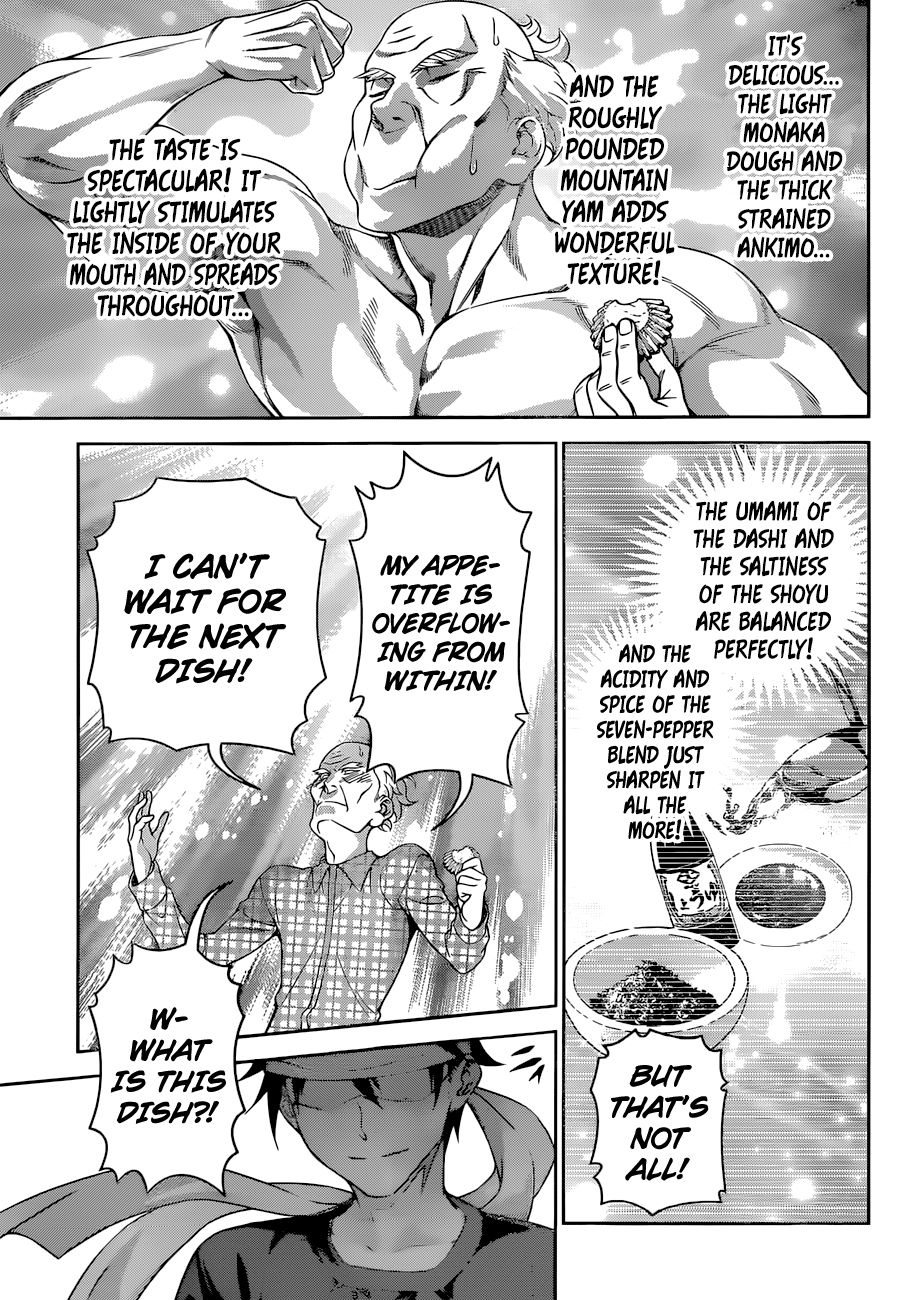 IT'S
DELICIOUS...
THE LIGHT
MONAKA
DOUGH AND
THE THICK
STRAINED
ANKIMO...
AND THE
ROUGHLY
POUNDED
MOUNTAIN
YAM ADDS
WONDERFUL
TEXTURE!
THE TASTE IS
SPECTACULAR! IT
LIGHTLY STIMULATES
THE INSIDE OF YOUR
MOUTH AND SPREADS
THROUGHOUT...
THE UMAMI OF
THE DASHI AND
THE SALTINESS
OF THE SHOYU
ARE BALANCED
PERFECTLY!
AND THE
ACIDITY AND
SPICE OF THE
SEVEN-PEPPER
BLEND JUST
SHARPEN IT
ALL THE
MORE!
BUT
THAT'S
NOT
ALL!
MY APPE-
TITE IS
OVERFLOW-
ING FROM
WITHIN!
I CAN'T
WAIT FOR
THE NEXT
DISH!
W-
WHAT
IS THIS
DISH?!